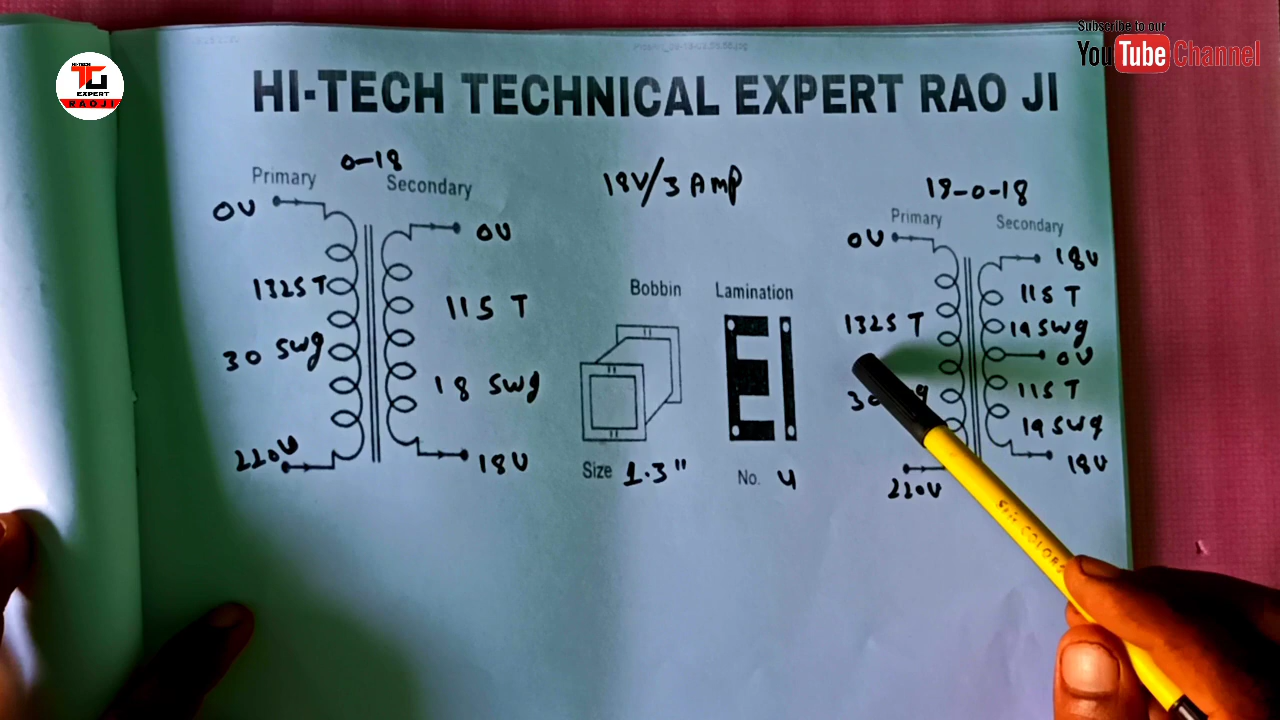 Subscribe to our
YouTube Channel
HI-TECH
TG
EXPERT
RAOJI
HI-TECH TECHNICAL EXPERT RAO JI
0-18
Primary
Secondary
0V
0V
1325 T
115 T
30 swg
18 swg
220V
18V
18V/3 AMP
Bobbin
Lamination
EI
Size 1.3"
No. 4
18-0-18
Primary
Secondary
0V
18V
115 T
1325 T
19 swg
0V
115 T
19 swg
18V
220V